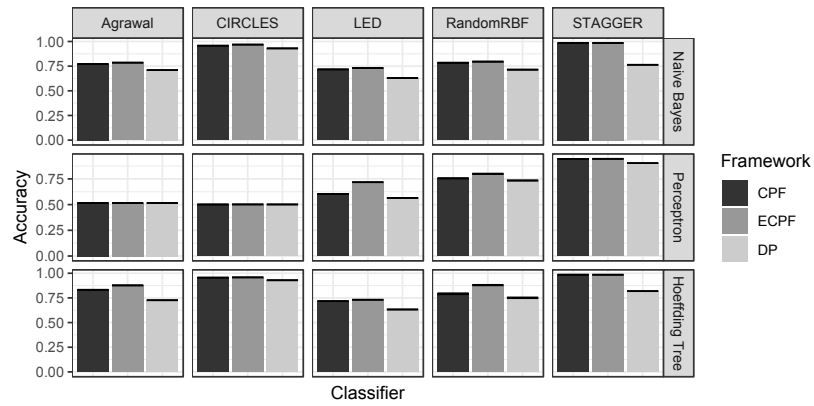 Agrawal
CIRCLES
LED
RandomRBF
STAGGER
1.00
0.75
0.50
0.25
0.00
Naive Bayes
0.75
0.50
0.25
0.00
Perceptron
1.00
0.75
0.50
0.25
0.00
Hoeffding Tree
Accuracy
Classifier
Framework
CPF
ECPF
DP